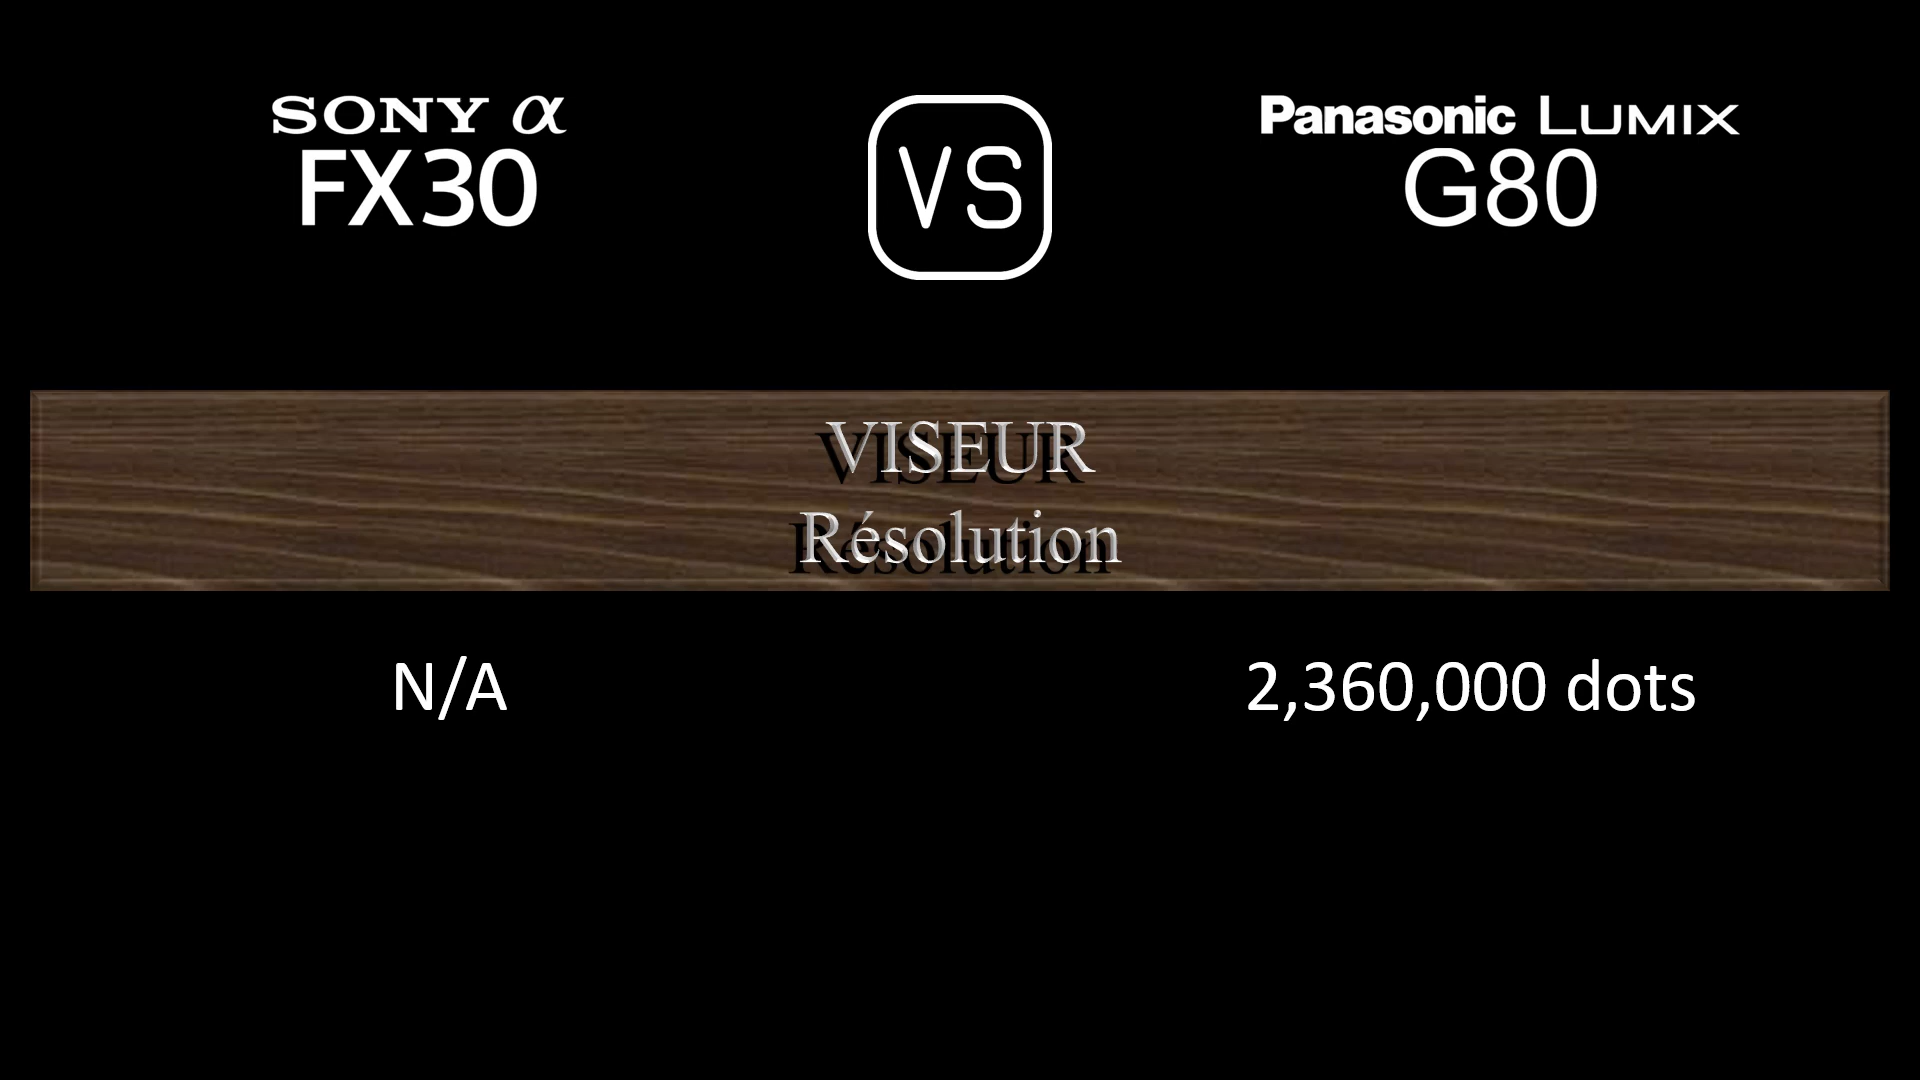 SONY α
FX30
VS
Panasonic LUMIX
G80
VISEUR
Résolution
N/A
2,360,000 dots